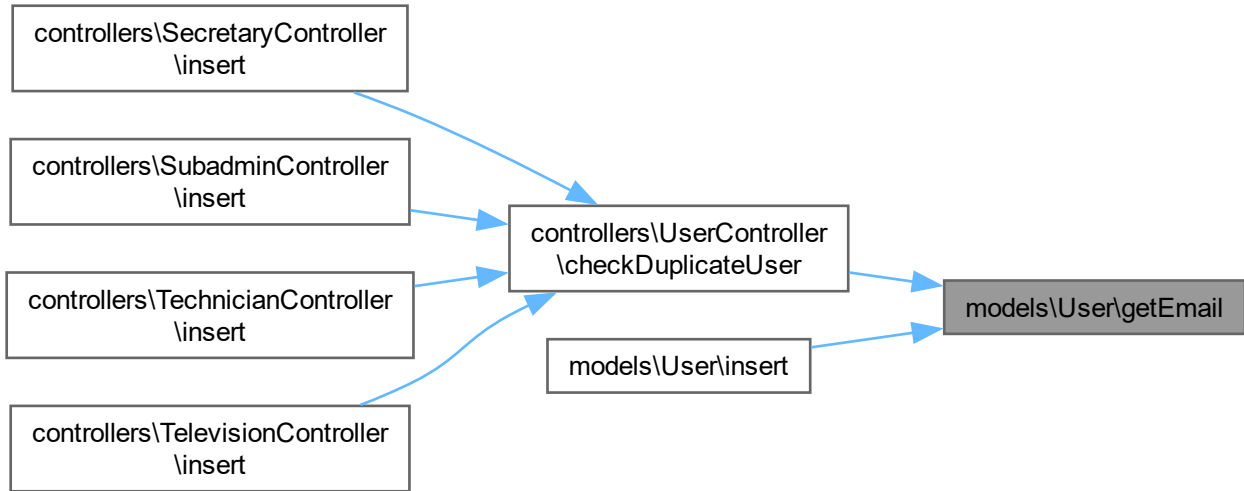 controllers\SecretaryController
\insert
controllers\SubadminController
\insert
controllers\TechnicianController
\insert
controllers\TelevisionController
\insert
controllers\UserController
\checkDuplicateUser
models\User\insert
models\User\getEmail